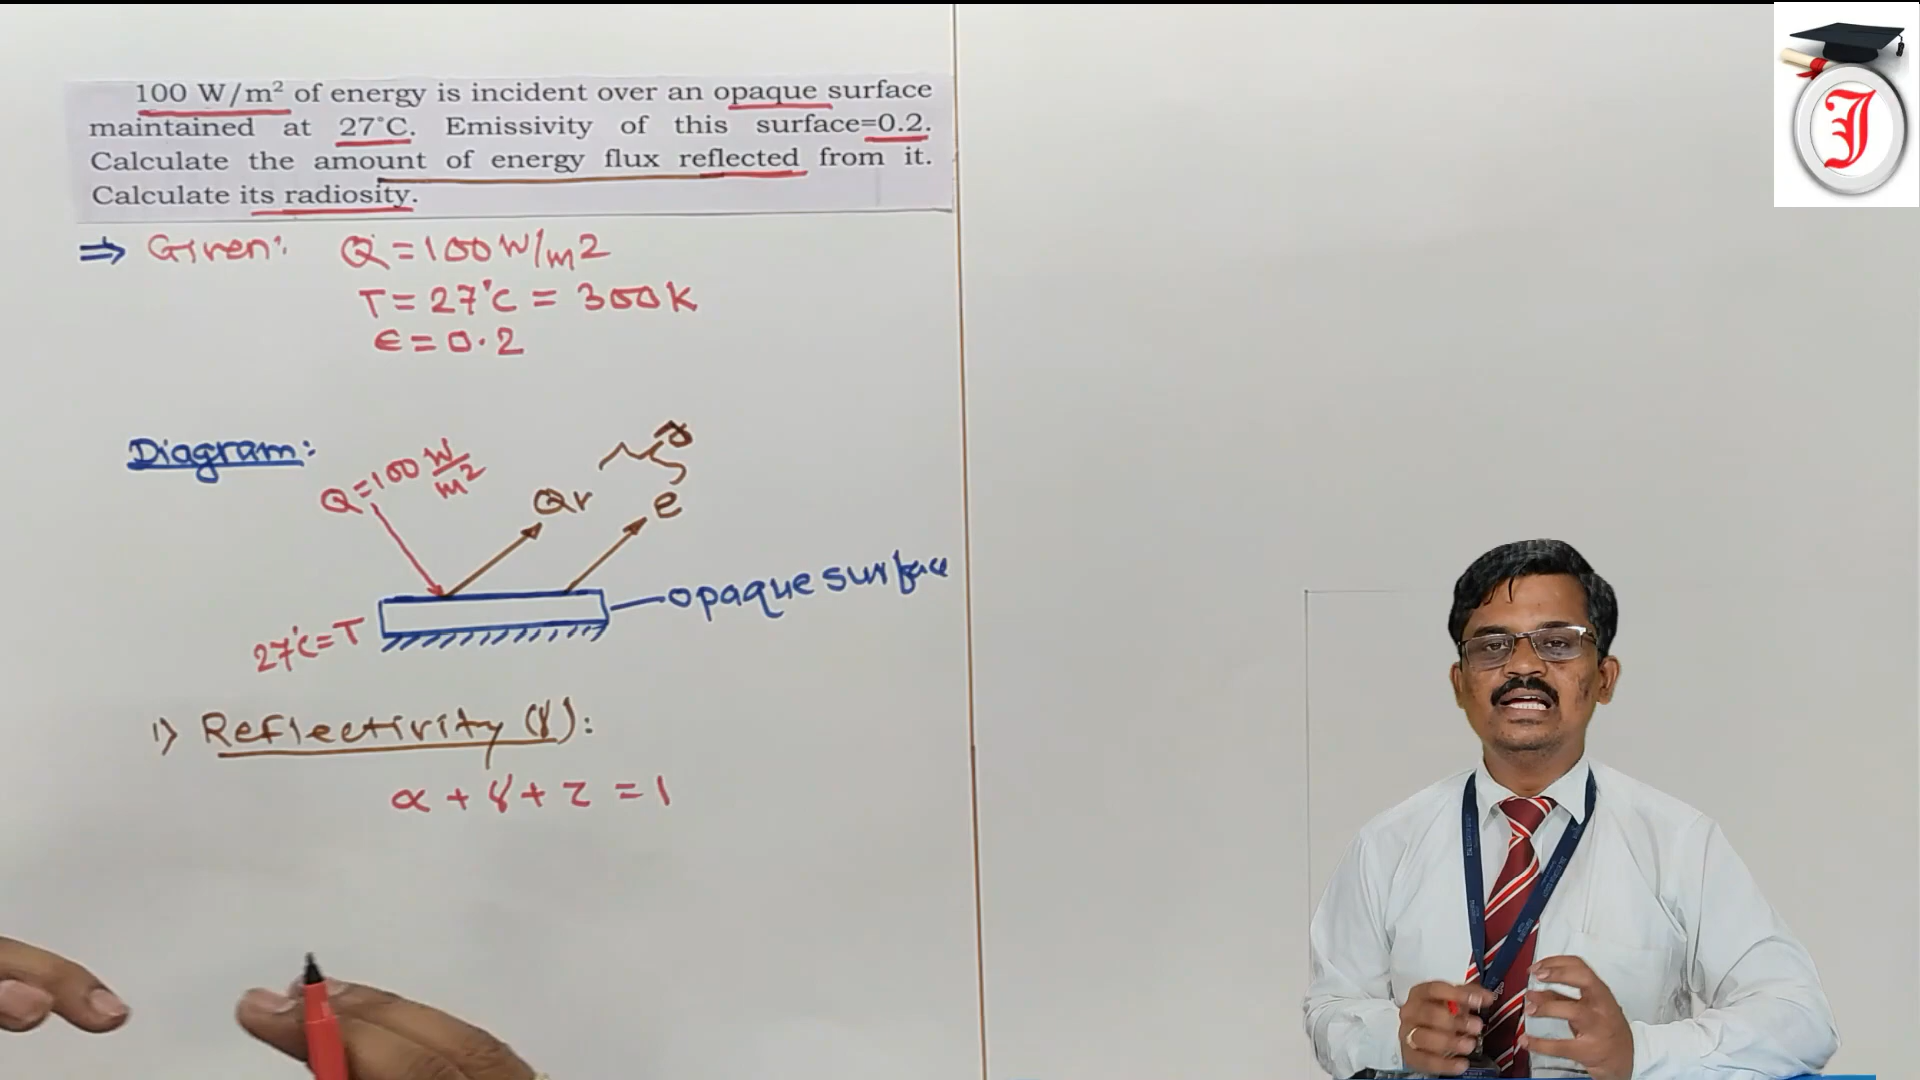 100 W/m² of energy is incident over an opaque surface
maintained at 27°C. Emissivity of this surface=0.2.
Calculate the amount of energy flux reflected from it.
Calculate its radiosity.
⇒ Given: Q = 100 W/m2
T = 27°C = 300 K
ϵ = 0.2
Diagram:
Q=100 W/m2
Qr
e
J
opaque surface
27°C=T
1) Reflectivity (γ):
α + γ + τ = 1
J